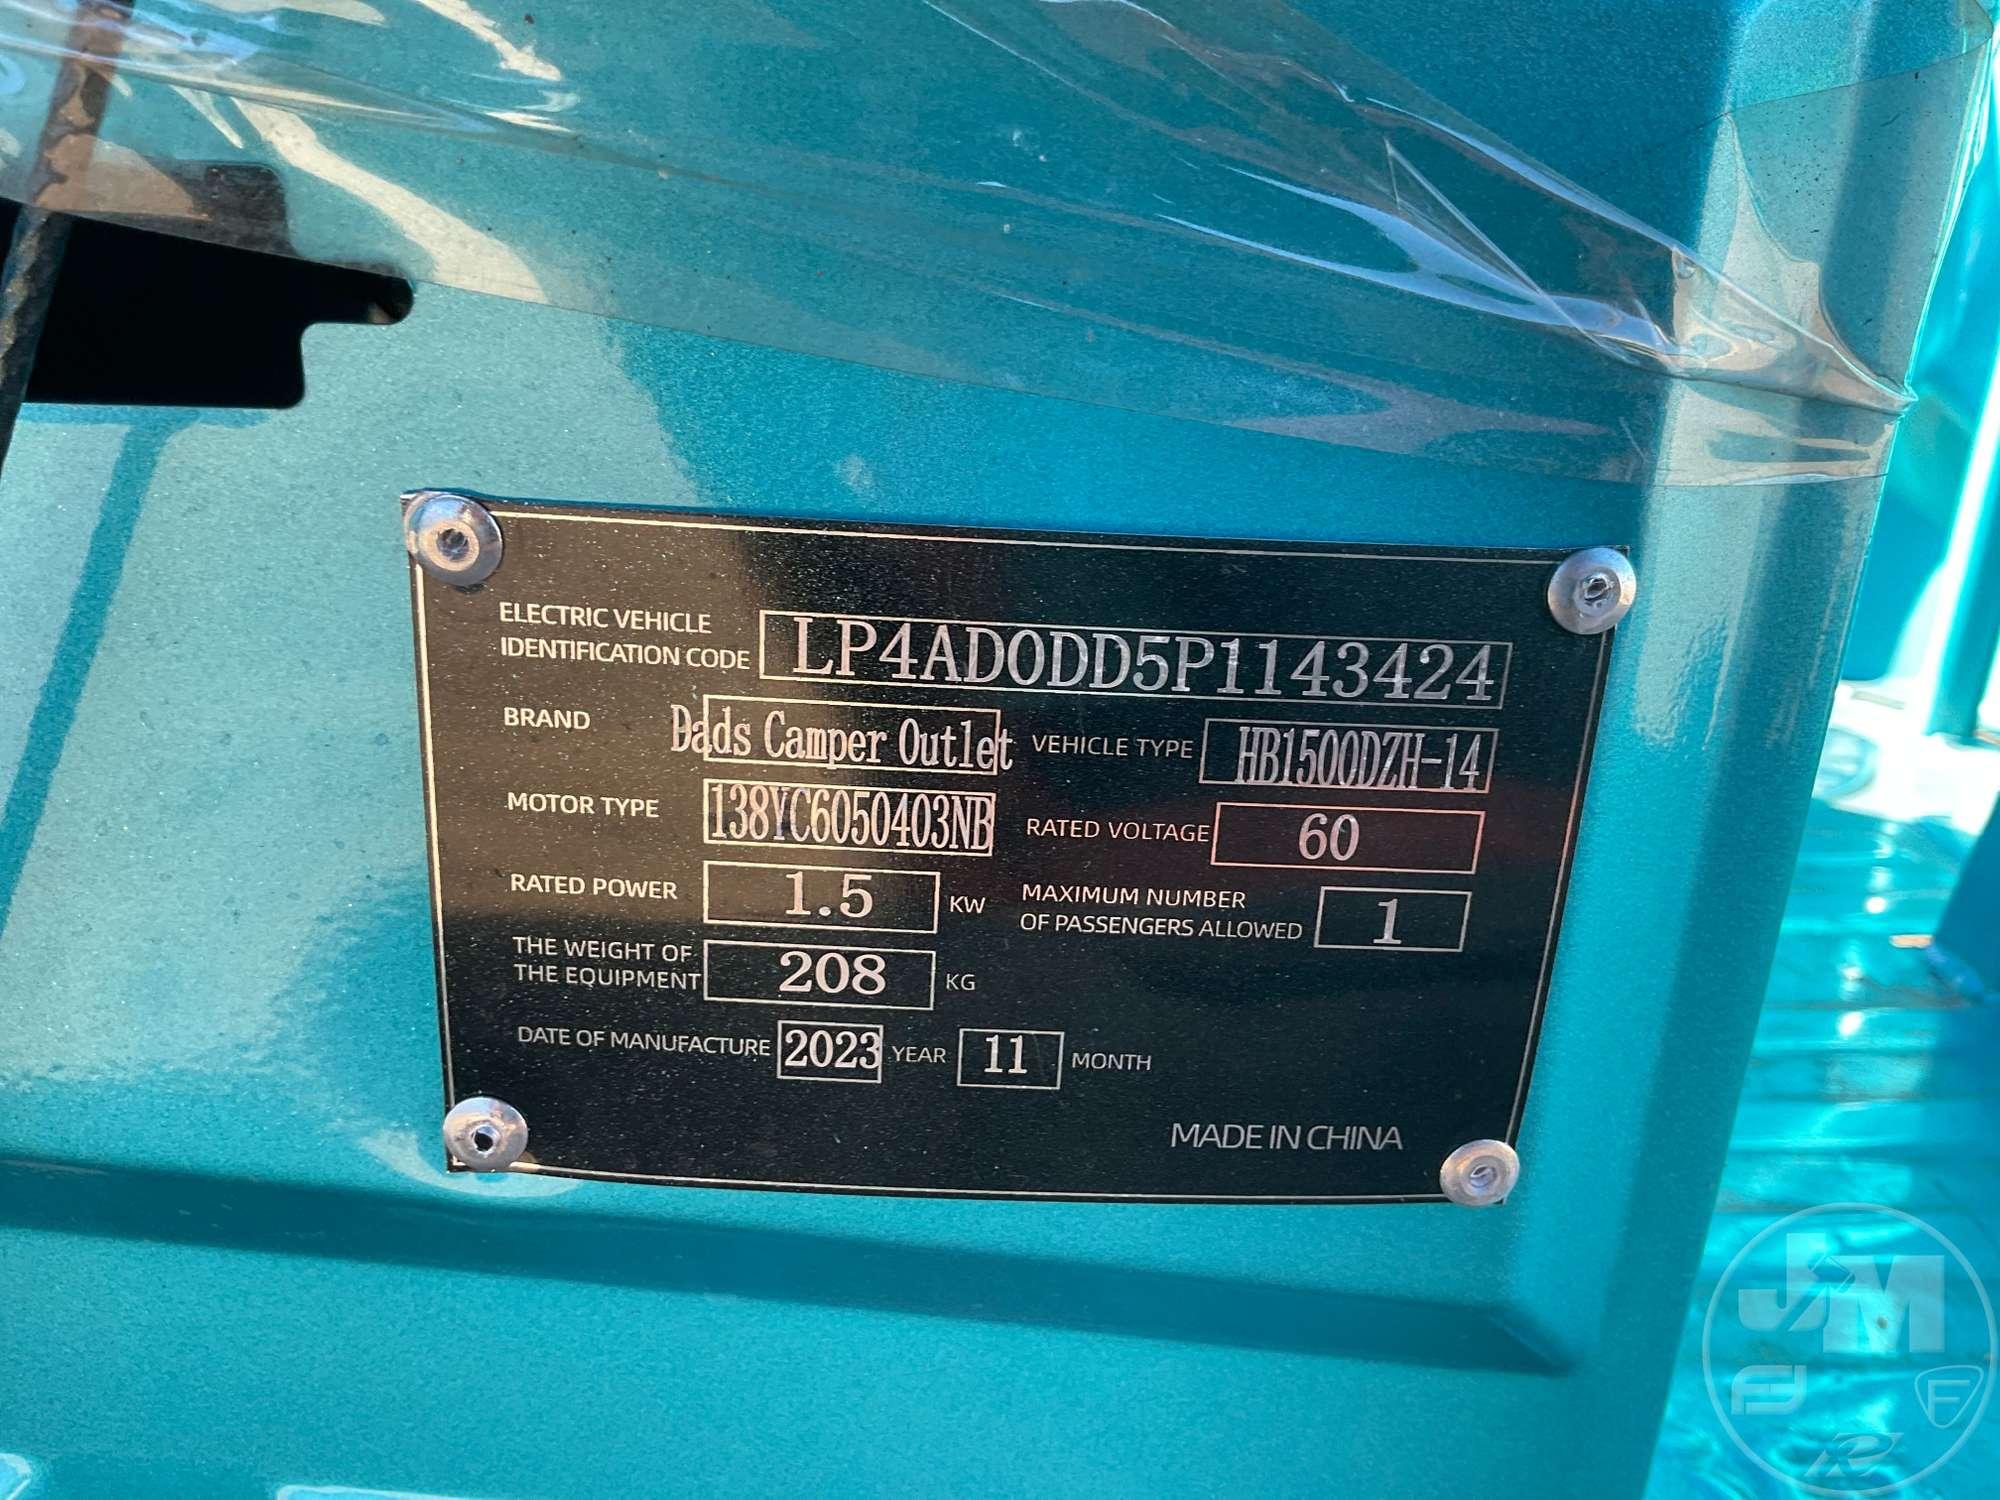 ELECTRIC VEHICLE
IDENTIFICATION CODE LP4AD0DD5P1143424
BRAND Dads Camper Outlet VEHICLE TYPE HB1500DZH-14
MOTOR TYPE 138YC6050403NB RATED VOLTAGE 60
RATED POWER 1.5 KW MAXIMUM NUMBER
OF PASSENGERS ALLOWED 1
THE WEIGHT OF
THE EQUIPMENT 208 KG
DATE OF MANUFACTURE 2023 YEAR 11 MONTH
MADE IN CHINA
JM